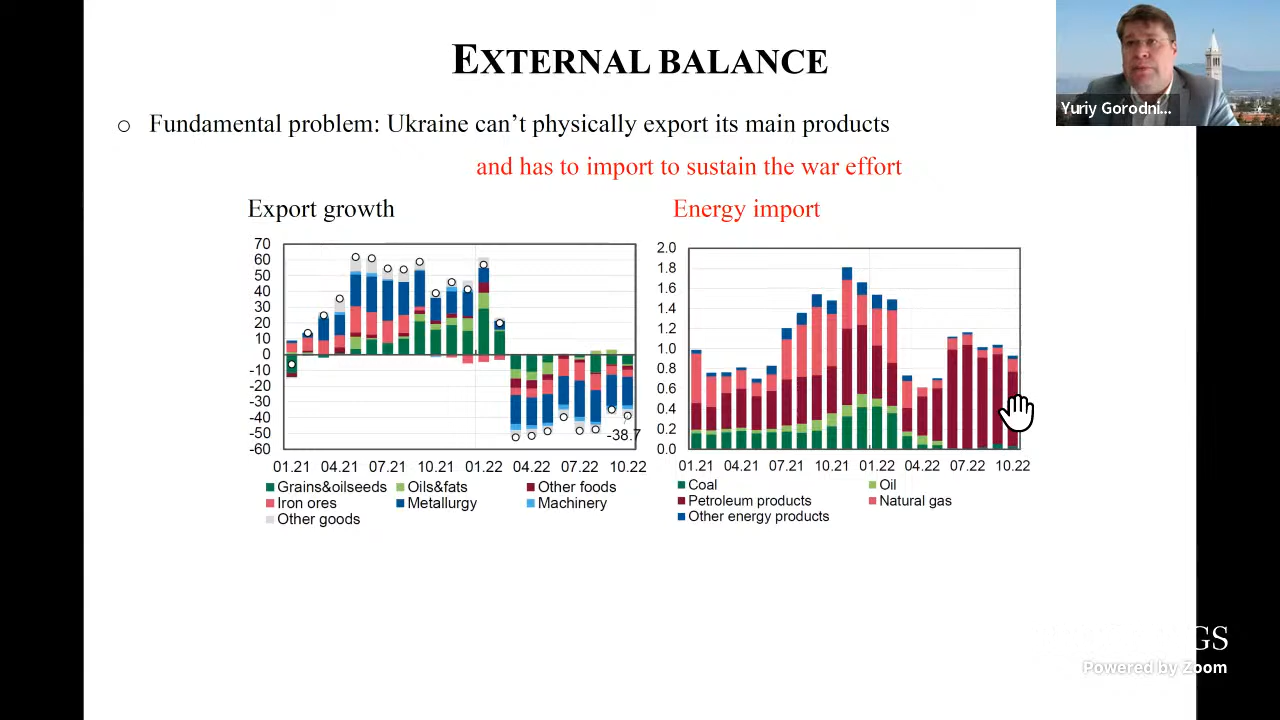 EXTERNAL BALANCE
Yuriy Gorodni...
○ Fundamental problem: Ukraine can't physically export its main products
and has to import to sustain the war effort
Export growth
Energy import
70
60
50
40
30
20
10
0
-10
-20
-30
-40
-50
-60
-38.7
01.21 04.21 07.21 10.21 01.22 04.22 07.22 10.22
Grains&oilseeds Oils&fats Other foods
Iron ores Metallurgy Machinery
Other goods
2.0
1.8
1.6
1.4
1.2
1.0
0.8
0.6
0.4
0.2
0.0
01.21 04.21 07.21 10.21 01.22 04.22 07.22 10.22
Coal Oil
Petroleum products Natural gas
Other energy products
GS
Powered by Zoom